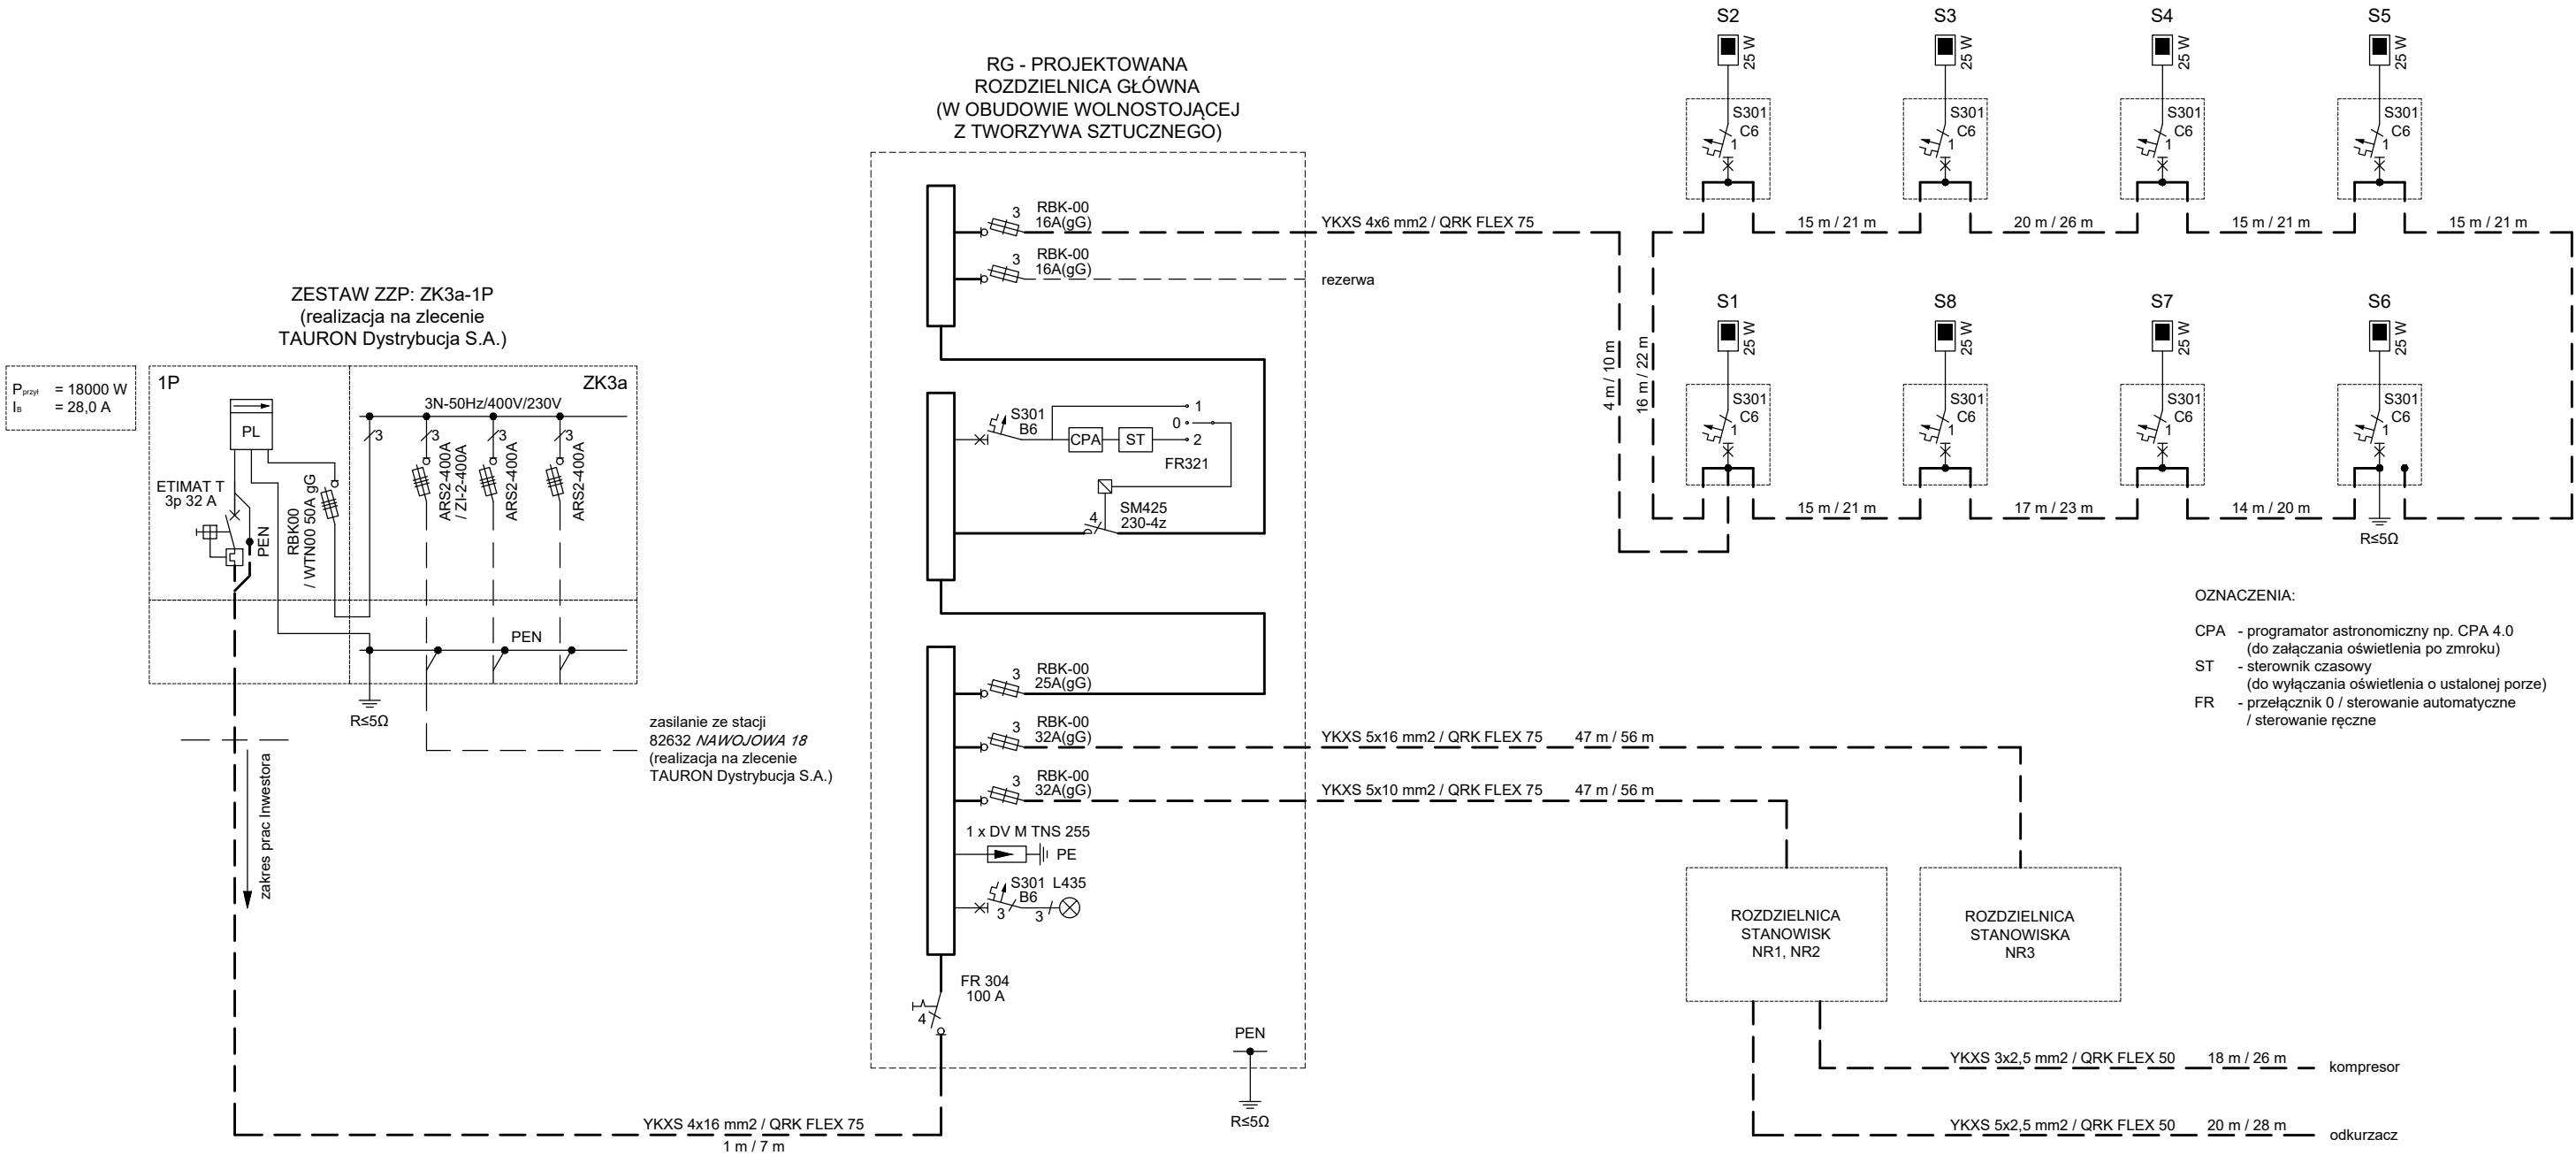 P przył = 18000 W
I B = 28,0 A
ZESTAW ZZP: ZK3a-1P
(realizacja na zlecenie
TAURON Dystrybucja S.A.)
1P
ZK3a
3N-50Hz/400V/230V
PL
3
3
3
3
ETIMAT T
3p 32 A
PEN
RBK00
/ WTN00 50A gG
ARS2-400A
/ ZI-2-400A
ARS2-400A
ARS2-400A
PEN
R≤5Ω
zasilanie ze stacji
82632 NAWOJOWA 18
(realizacja na zlecenie
TAURON Dystrybucja S.A.)
zakres prac Inwestora
YKXS 4x16 mm2 / QRK FLEX 75
1 m / 7 m
RG - PROJEKTOWANA
ROZDZIELNICA GŁÓWNA
(W OBUDOWIE WOLNOSTOJĄCEJ
Z TWORZYWA SZTUCZNEGO)
3 RBK-00
16A(gG)
YKXS 4x6 mm2 / QRK FLEX 75
3 RBK-00
16A(gG)
rezerwa
S301
B6
CPA
ST
1
0
2
FR321
4
SM425
230-4z
3 RBK-00
25A(gG)
3 RBK-00
32A(gG)
YKXS 5x16 mm2 / QRK FLEX 75 47 m / 56 m
3 RBK-00
32A(gG)
YKXS 5x10 mm2 / QRK FLEX 75 47 m / 56 m
1 x DV M TNS 255
PE
S301 L435
B6
3 3
FR 304
100 A
4
PEN
R≤5Ω
S2 S3 S4 S5
25 W 25 W 25 W 25 W
S301 S301 S301 S301
C6 C6 C6 C6
1 1 1 1
15 m / 21 m 20 m / 26 m 15 m / 21 m 15 m / 21 m
4 m / 10 m
16 m / 22 m
S1 S8 S7 S6
25 W 25 W 25 W 25 W
S301 S301 S301 S301
C6 C6 C6 C6
1 1 1 1
15 m / 21 m 17 m / 23 m 14 m / 20 m
R≤5Ω
OZNACZENIA:
CPA - programator astronomiczny np. CPA 4.0
(do załączania oświetlenia po zmroku)
ST - sterownik czasowy
(do wyłączania oświetlenia o ustalonej porze)
FR - przełącznik 0 / sterowanie automatyczne
/ sterowanie ręczne
ROZDZIELNICA
STANOWISK
NR1, NR2
ROZDZIELNICA
STANOWISKA
NR3
YKXS 3x2,5 mm2 / QRK FLEX 50 18 m / 26 m kompresor
YKXS 5x2,5 mm2 / QRK FLEX 50 20 m / 28 m odkurzacz